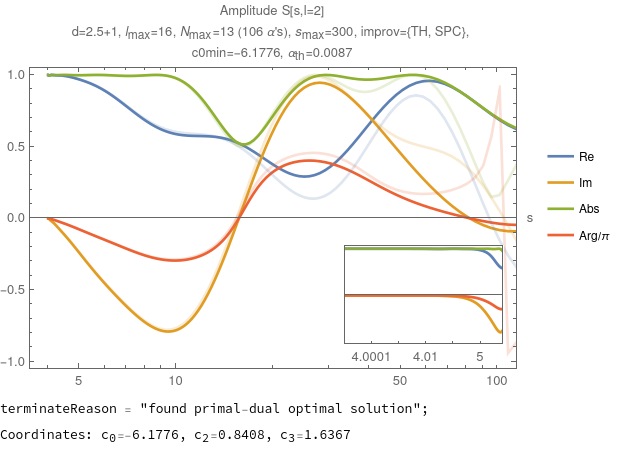 Amplitude S[s,l=2]
d=2.5+1, lmax=16, Nmax=13 (106 α's), smax=300, improv={TH, SPC},
c0min=-6.1776, αth=0.0087
1.0
0.5
0.0
-0.5
-1.0
s
Re
Im
Abs
Arg/π
4.0001 4.01 5
5 10 50 100
terminateReason = "found primal-dual optimal solution";
Coordinates: c0=-6.1776, c2=0.8408, c3=1.6367